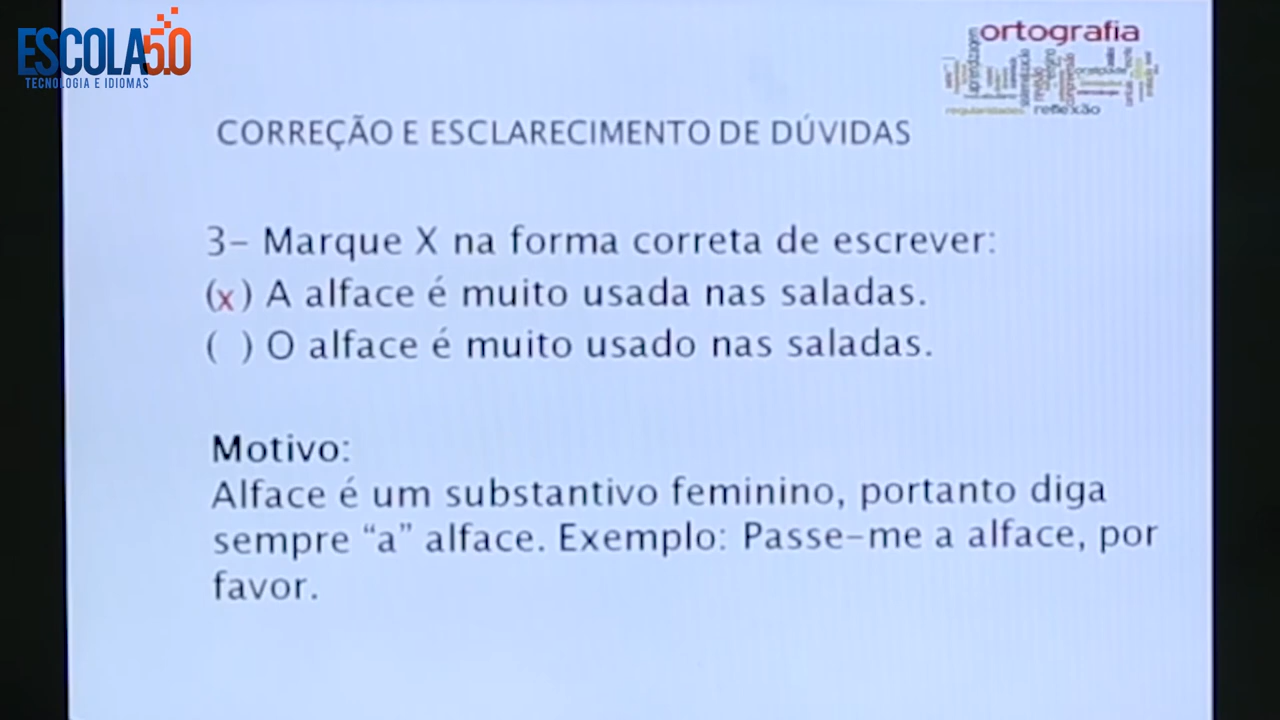 ESCOLA5.0
TECNOLOGIA E IDIOMAS
ortografia
aprendizagem
regularidades
reflexão
CORREÇÃO E ESCLARECIMENTO DE DÚVIDAS
3- Marque X na forma correta de escrever:
(x) A alface é muito usada nas saladas.
( ) O alface é muito usado nas saladas.
Motivo:
Alface é um substantivo feminino, portanto diga
sempre “a” alface. Exemplo: Passe-me a alface, por
favor.